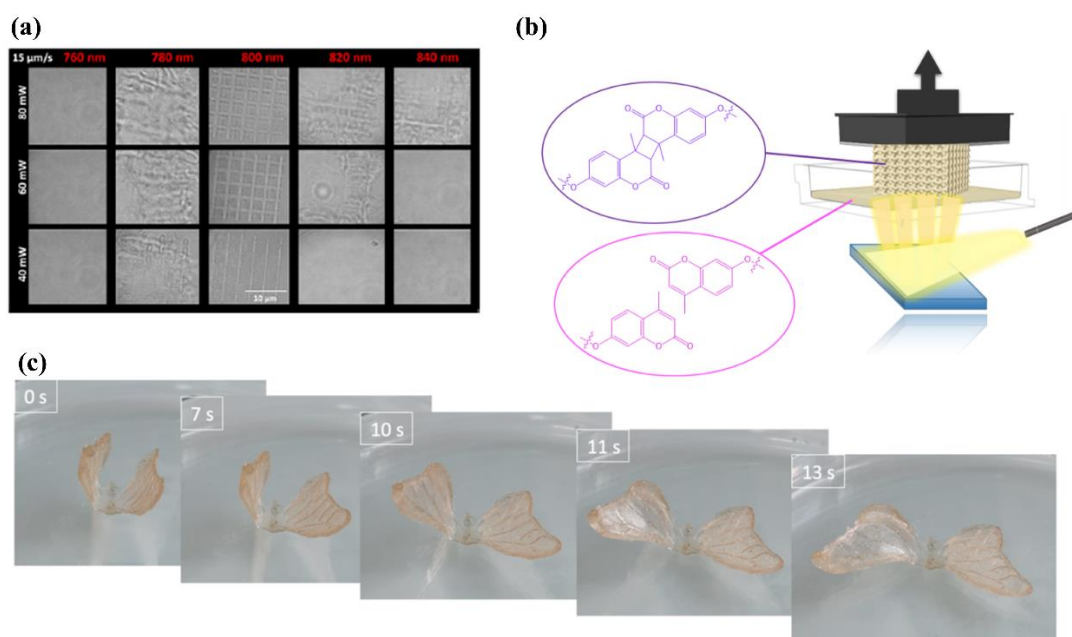 (a)
15 µm/s 760 nm 780 nm 800 nm 820 nm 840 nm
80 mW
60 mW
40 mW
10 µm
(b)
O O O
O O O
O O O
O O O
(c)
0 s
7 s
10 s
11 s
13 s